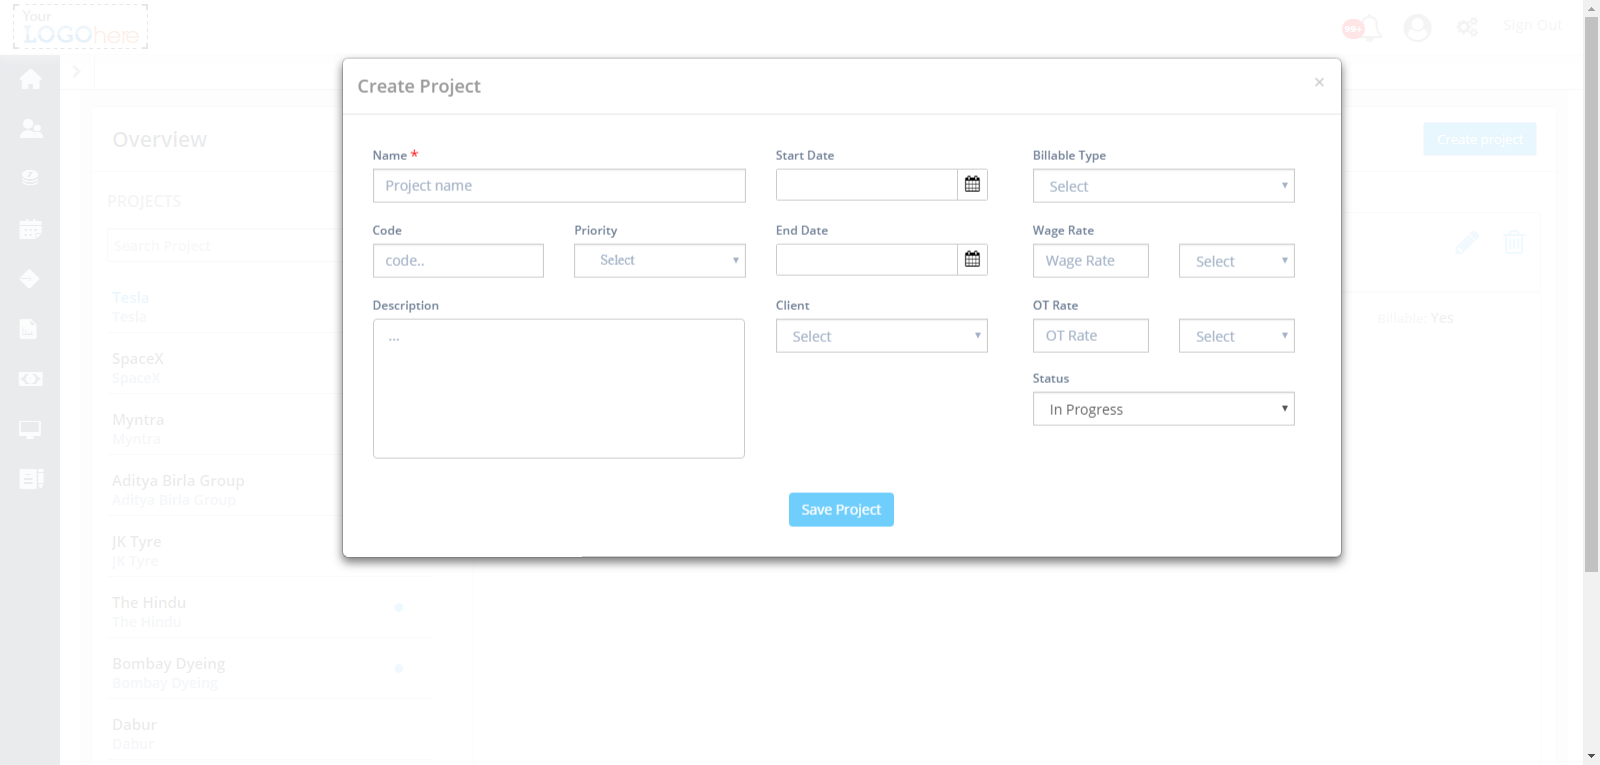 Your
LOGOhere
99+
Sign Out
Overview
Create project
PROJECTS
Search Project
Tesla
Tesla
SpaceX
SpaceX
Myntra
Myntra
Aditya Birla Group
Aditya Birla Group
JK Tyre
JK Tyre
The Hindu
The Hindu
Bombay Dyeing
Bombay Dyeing
Dabur
Dabur
Billable: Yes
Create Project
×
Name *
Project name
Start Date
Billable Type
Select
Code
code..
Priority
Select
End Date
Wage Rate
Wage Rate
Select
Description
...
Client
Select
OT Rate
OT Rate
Select
Status
In Progress
Save Project